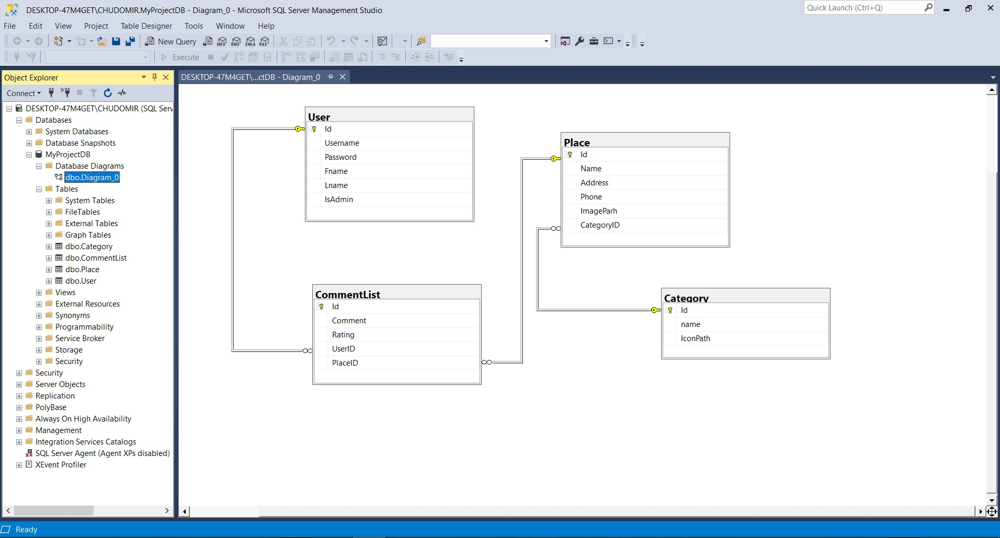 DESKTOP-47M4GET\CHUDOMIR.MyProjectDB - Diagram_0 - Microsoft SQL Server Management Studio
Quick Launch (Ctrl+Q)
File Edit View Project Table Designer Tools Window Help
New Query MDX DMX XMLA DAX
Execute
Object Explorer
DESKTOP-47M4GET\...ctDB - Diagram_0
Connect
DESKTOP-47M4GET\CHUDOMIR (SQL Serv
Databases
System Databases
Database Snapshots
MyProjectDB
Database Diagrams
dbo.Diagram_0
Tables
System Tables
FileTables
External Tables
Graph Tables
dbo.Category
dbo.CommentList
dbo.Place
dbo.User
Views
External Resources
Synonyms
Programmability
Service Broker
Storage
Security
Security
Server Objects
Replication
PolyBase
Always On High Availability
Management
Integration Services Catalogs
SQL Server Agent (Agent XPs disabled)
XEvent Profiler
User
Id
Username
Password
Fname
Lname
IsAdmin
Place
Id
Name
Address
Phone
ImageParh
CategoryID
CommentList
Id
Comment
Rating
UserID
PlaceID
Category
Id
name
IconPath
Ready